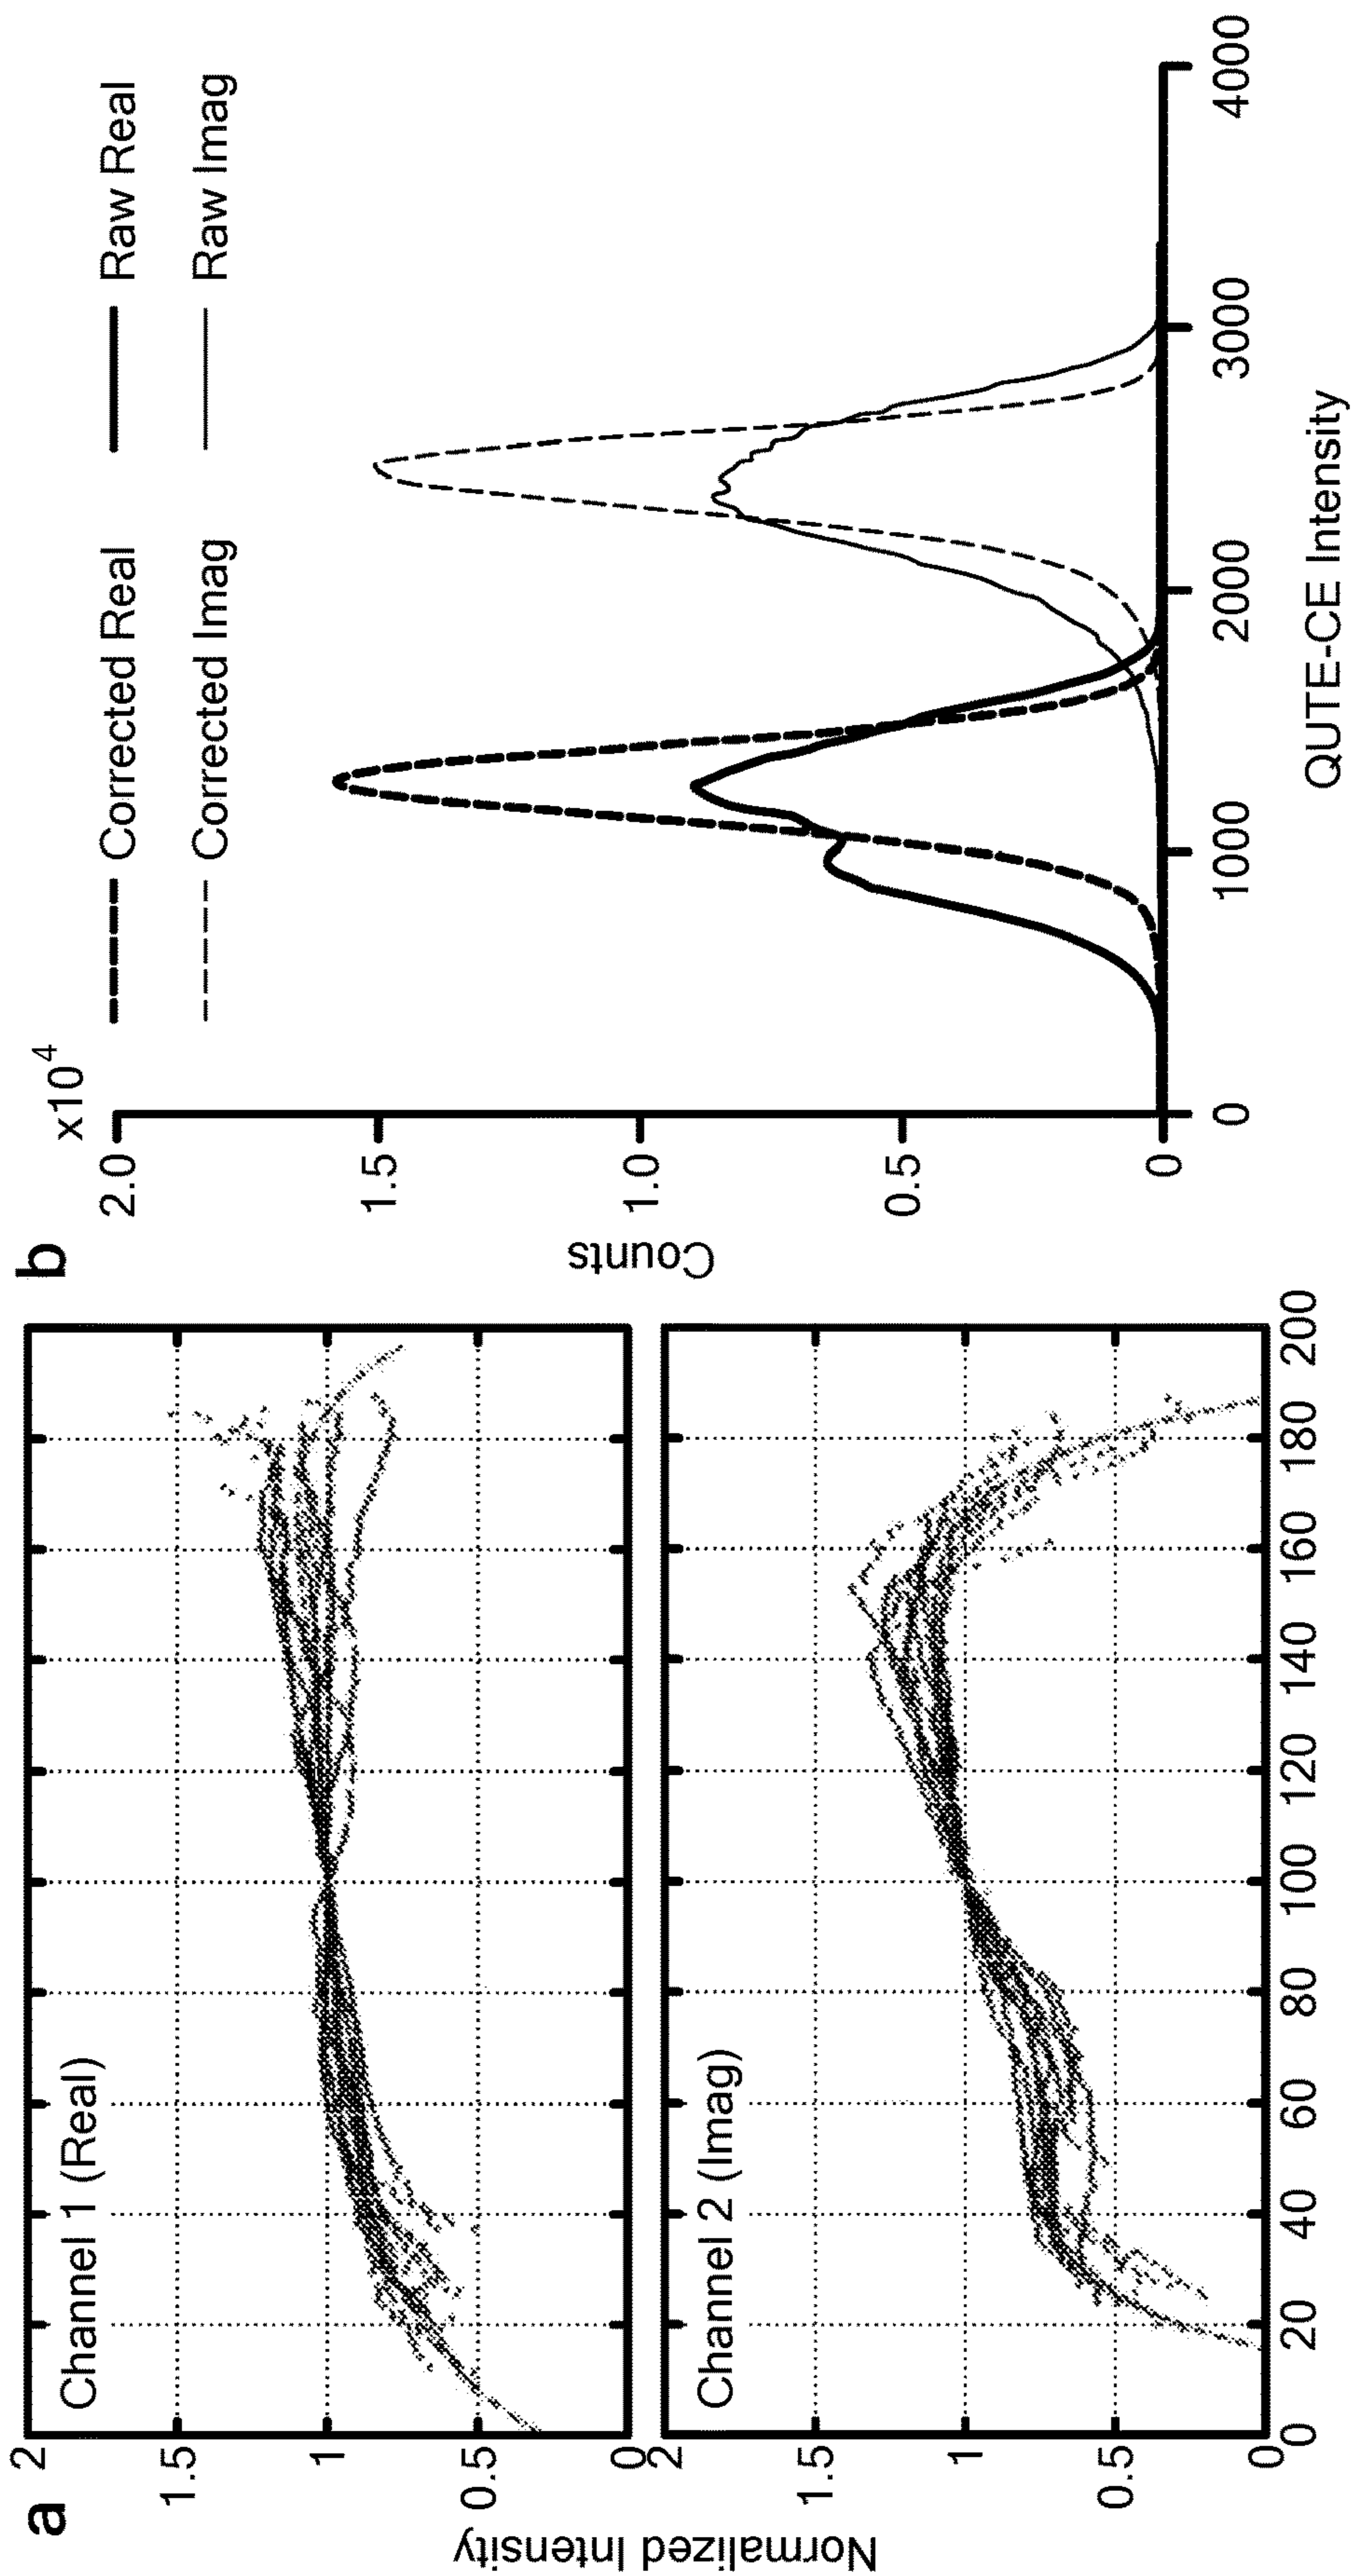 a
Normalized Intensity
Channel 1 (Real)
2
1.5
1
0.5
0
Channel 2 (Imag)
2
1.5
1
0.5
0
0 20 40 60 80 100 120 140 160 180 200
b
x10^4
Corrected Real Raw Real
Corrected Imag Raw Imag
Counts
2.0
1.5
1.0
0.5
0
0 1000 2000 3000 4000
QUTE-CE Intensity